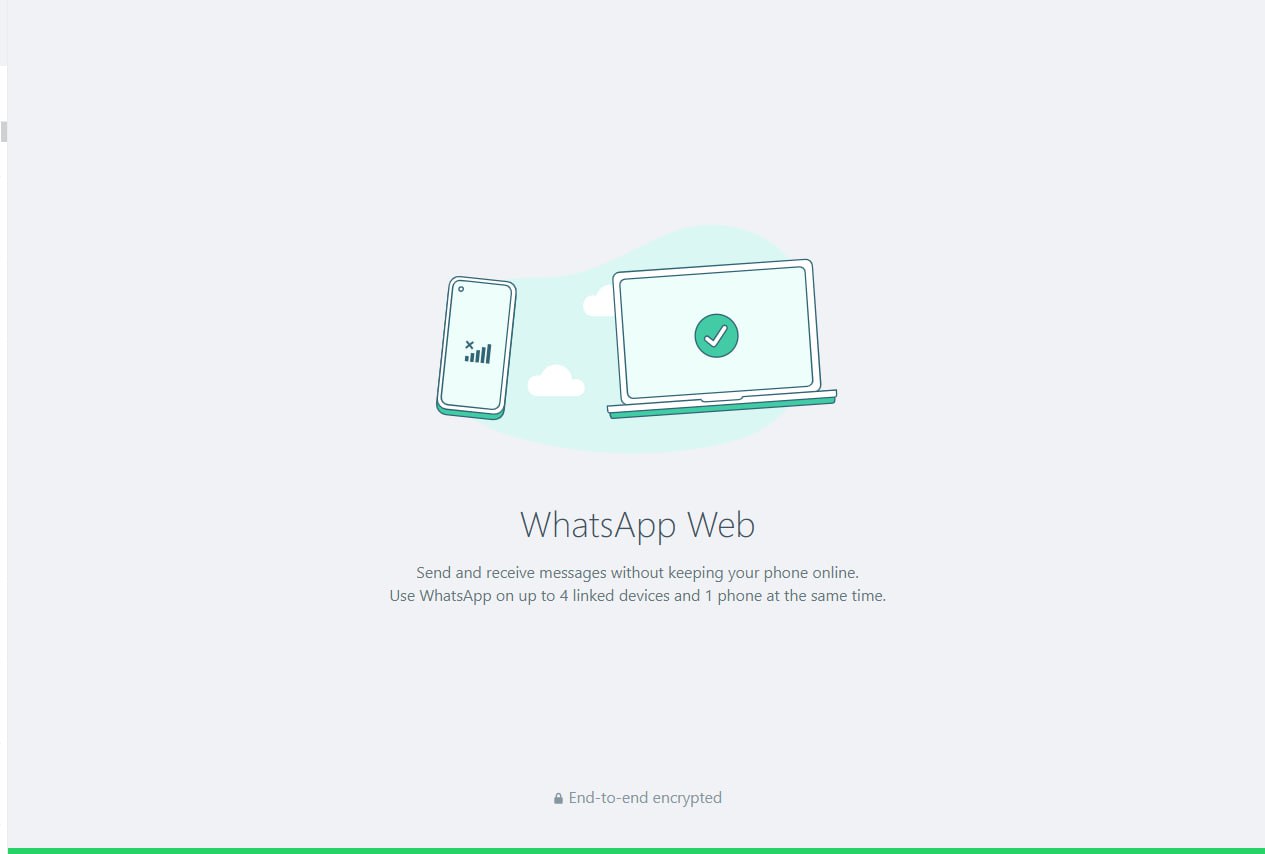 WhatsApp Web
Send and receive messages without keeping your phone online.
Use WhatsApp on up to 4 linked devices and 1 phone at the same time.
End-to-end encrypted